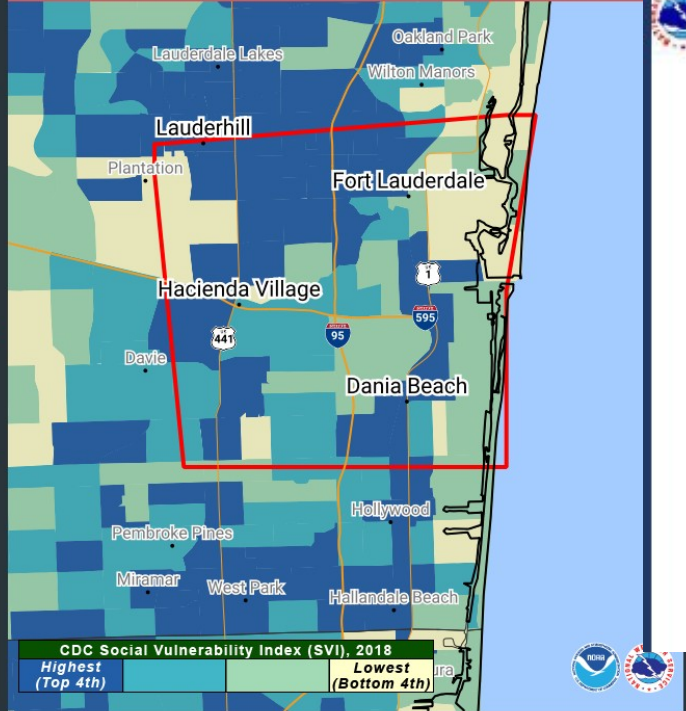 Oakland Park
Lauderdale Lakes
Wilton Manors
Lauderhill
Plantation
Fort Lauderdale
1
Hacienda Village
595
441
95
Davie
Dania Beach
Hollywood
Pembroke Pines
Miramar
West Park
Hallandale Beach
CDC Social Vulnerability Index (SVI), 2018
Highest
(Top 4th)
Lowest
(Bottom 4th)
ura
NOAA